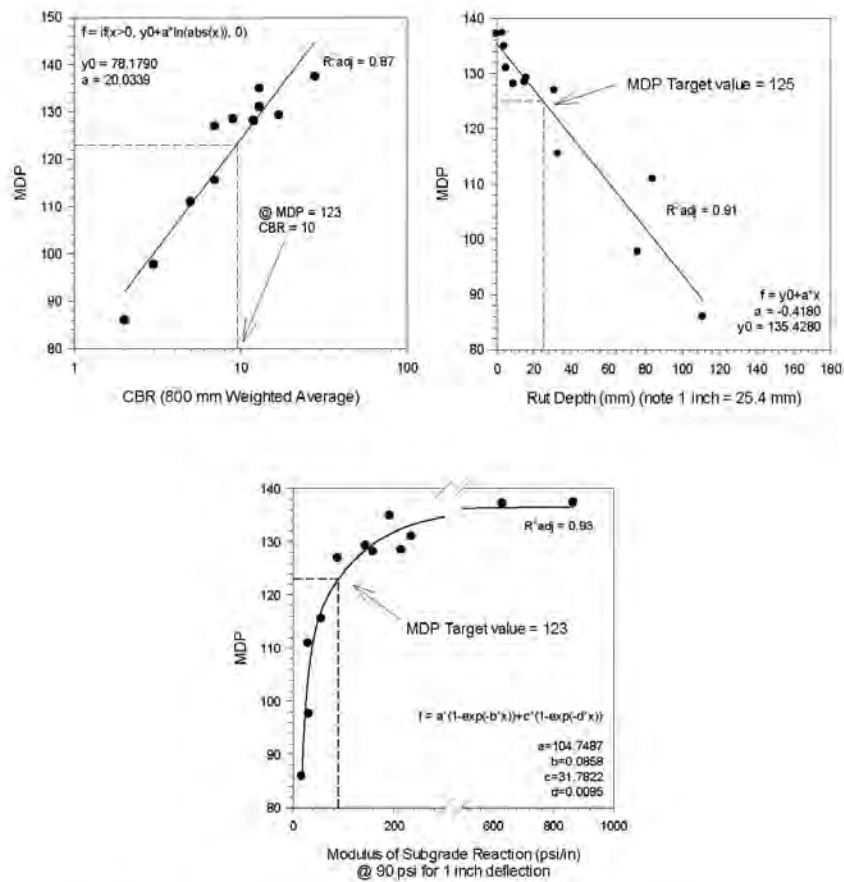 f = if(x>0, y0+a*ln(abs(x)), 0)
y0 = 78.1790
a = 20.0339
R²adj = 0.87
@ MDP = 123
CBR = 10
MDP
150
140
130
120
110
100
90
80
1
10
100
CBR (800 mm Weighted Average)
MDP Target value = 125
R²adj = 0.91
f = y0+a*x
a = -0.4180
y0 = 135.4280
MDP
140
130
120
110
100
90
80
0 20 40 60 80 100 120 140 160 180
Rut Depth (mm) (note 1 inch = 25.4 mm)
R²adj = 0.93
MDP Target value = 123
f = a*(1-exp(-b*x))+c*(1-exp(-d*x))
a=104.7487
b=0.0858
c=31.7822
d=0.0095
MDP
140
130
120
110
100
90
80
0 200 600 800 1000
Modulus of Subgrade Reaction (psi/in)
@ 90 psi for 1 inch deflection